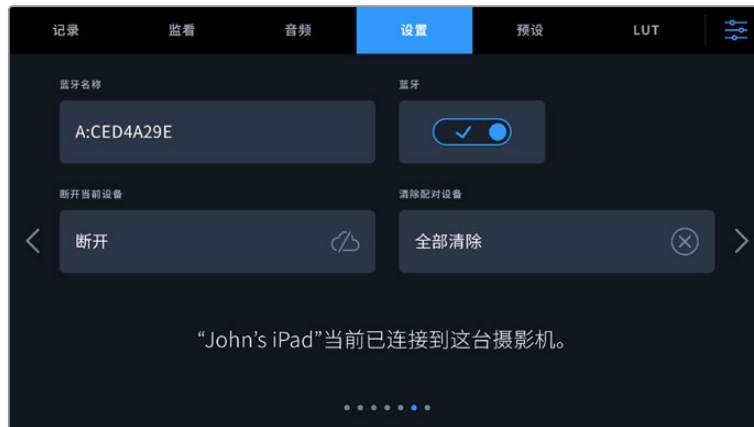 记录 监看 音频 设置 预设 LUT
蓝牙名称 蓝牙
A:CED4A29E
断开当前设备 清除配对设备
断开 全部清除
“John’s iPad”当前已连接到这台摄影机。